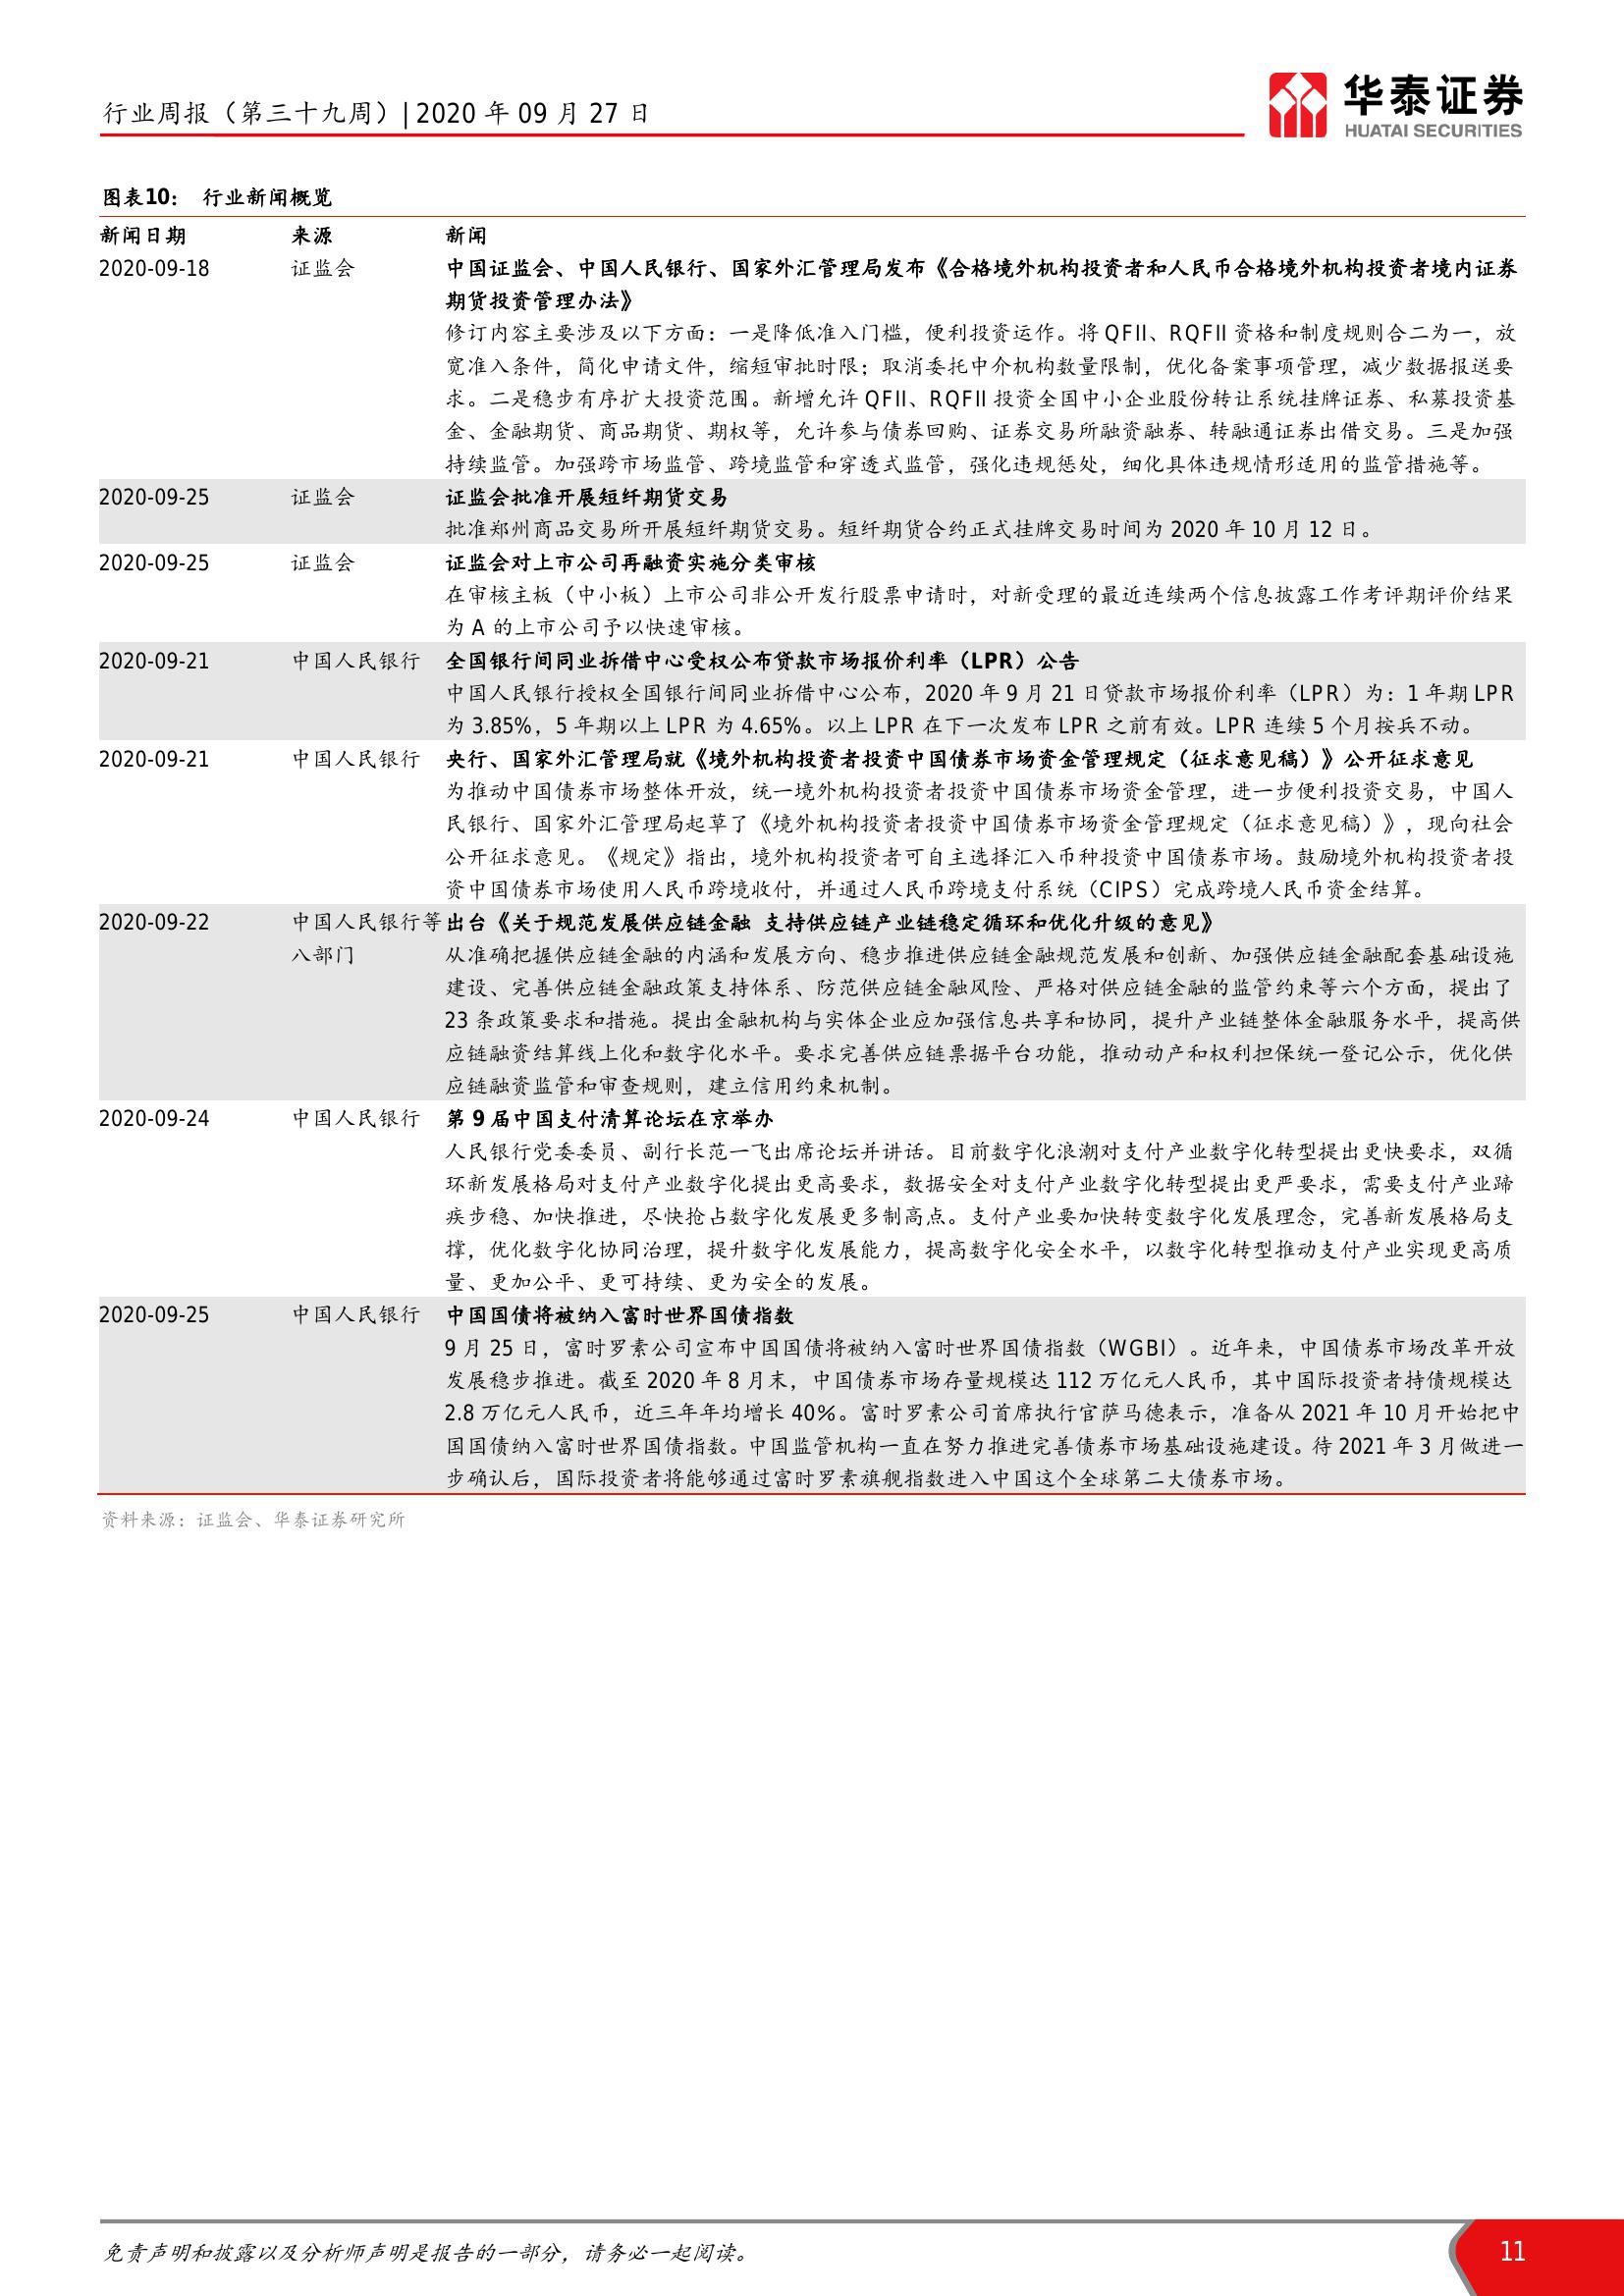 行业周报（第三十九周）| 2020 年 09 月 27 日
华泰证券
HUATAI SECURITIES
图表10： 行业新闻概览
新闻日期 来源 新闻
2020-09-18 证监会 中国证监会、中国人民银行、国家外汇管理局发布《合格境外机构投资者和人民币合格境外机构投资者境内证券
期货投资管理办法》
修订内容主要涉及以下方面：一是降低准入门槛，便利投资运作。将 QFII、RQFII 资格和制度规则合二为一，放
宽准入条件，简化申请文件，缩短审批时限；取消委托中介机构数量限制，优化备案事项管理，减少数据报送要
求。二是稳步有序扩大投资范围。新增允许 QFII、RQFII 投资全国中小企业股份转让系统挂牌证券、私募投资基
金、金融期货、商品期货、期权等，允许参与债券回购、证券交易所融资融券、转融通证券出借交易。三是加强
持续监管。加强跨市场监管、跨境监管和穿透式监管，强化违规惩处，细化具体违规情形适用的监管措施等。
2020-09-25 证监会 证监会批准开展短纤期货交易
批准郑州商品交易所开展短纤期货交易。短纤期货合约正式挂牌交易时间为 2020 年 10 月 12 日。
2020-09-25 证监会 证监会对上市公司再融资实施分类审核
在审核主板（中小板）上市公司非公开发行股票申请时，对新受理的最近连续两个信息披露工作考评期评价结果
为 A 的上市公司予以快速审核。
2020-09-21 中国人民银行 全国银行间同业拆借中心受权公布贷款市场报价利率（LPR）公告
中国人民银行授权全国银行间同业拆借中心公布，2020 年 9 月 21 日贷款市场报价利率（LPR）为：1 年期 LPR
为 3.85%，5 年期以上 LPR 为 4.65%。以上 LPR 在下一次发布 LPR 之前有效。LPR 连续 5 个月按兵不动。
2020-09-21 中国人民银行 央行、国家外汇管理局就《境外机构投资者投资中国债券市场资金管理规定（征求意见稿）》公开征求意见
为推动中国债券市场整体开放，统一境外机构投资者投资中国债券市场资金管理，进一步便利投资交易，中国人
民银行、国家外汇管理局起草了《境外机构投资者投资中国债券市场资金管理规定（征求意见稿）》，现向社会
公开征求意见。《规定》指出，境外机构投资者可自主选择汇入币种投资中国债券市场。鼓励境外机构投资者投
资中国债券市场使用人民币跨境收付，并通过人民币跨境支付系统（CIPS）完成跨境人民币资金结算。
2020-09-22 中国人民银行等 出台《关于规范发展供应链金融 支持供应链产业链稳定循环和优化升级的意见》
八部门 从准确把握供应链金融的内涵和发展方向、稳步推进供应链金融规范发展和创新、加强供应链金融配套基础设施
建设、完善供应链金融政策支持体系、防范供应链金融风险、严格对供应链金融的监管约束等六个方面，提出了
23 条政策要求和措施。提出金融机构与实体企业应加强信息共享和协同，提升产业链整体金融服务水平，提高供
应链融资结算线上化和数字化水平。要求完善供应链票据平台功能，推动动产和权利担保统一登记公示，优化供
应链融资监管和审查规则，建立信用约束机制。
2020-09-24 中国人民银行 第 9 届中国支付清算论坛在京举办
人民银行党委委员、副行长范一飞出席论坛并讲话。目前数字化浪潮对支付产业数字化转型提出更快要求，双循
环新发展格局对支付产业数字化提出更高要求，数据安全对支付产业数字化转型提出更严要求，需要支付产业蹄
疾步稳、加快推进，尽快抢占数字化发展更多制高点。支付产业要加快转变数字化发展理念，完善新发展格局支
撑，优化数字化协同治理，提升数字化发展能力，提高数字化安全水平，以数字化转型推动支付产业实现更高质
量、更加公平、更可持续、更为安全的发展。
2020-09-25 中国人民银行 中国国债将被纳入富时世界国债指数
9 月 25 日，富时罗素公司宣布中国国债将被纳入富时世界国债指数（WGBI）。近年来，中国债券市场改革开放
发展稳步推进。截至 2020 年 8 月末，中国债券市场存量规模达 112 万亿元人民币，其中国际投资者持债规模达
2.8 万亿元人民币，近三年年均增长 40%。富时罗素公司首席执行官萨马德表示，准备从 2021 年 10 月开始把中
国国债纳入富时世界国债指数。中国监管机构一直在努力推进完善债券市场基础设施建设。待 2021 年 3 月做进一
步确认后，国际投资者将能够通过富时罗素旗舰指数进入中国这个全球第二大债券市场。
资料来源：证监会、华泰证券研究所
免责声明和披露以及分析师声明是报告的一部分，请务必一起阅读。
11